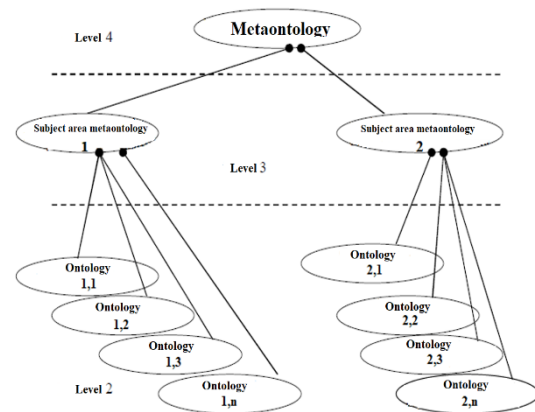 Metaontology
Level 4
Subject area metaontology
1
Subject area metaontology
2
Level 3
Ontology
1,1
Ontology
2,1
Ontology
1,2
Ontology
2,2
Ontology
1,3
Ontology
2,3
Level 2
Ontology
1,n
Ontology
2,n